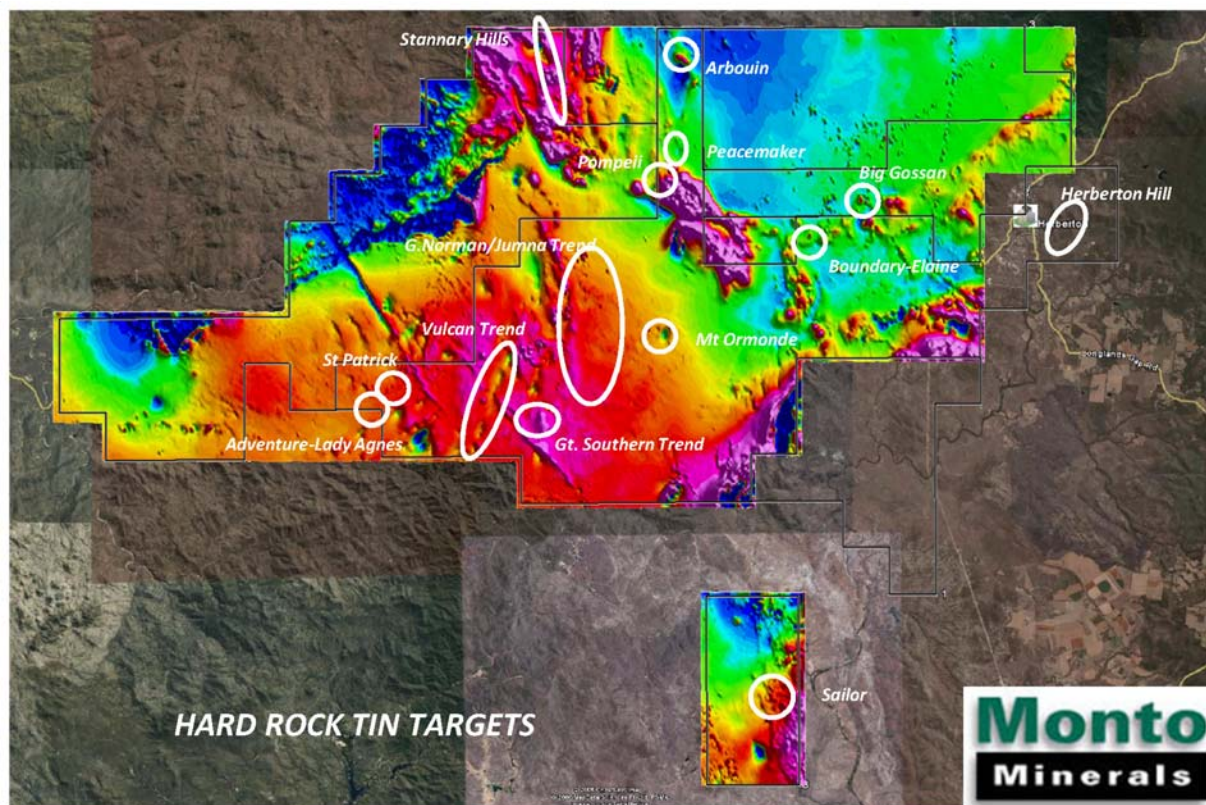 Stannary Hills
Arbouin
Peacemaker
Pompeii
Big Gossan
Herberton Hill
Herberton
G.Norman/Jumna Trend
Boundary-Elaine
Vulcan Trend
Mt Ormonde
St Patrick
Adventure-Lady Agnes
Gt. Southern Trend
Sailor
HARD ROCK TIN TARGETS
Monto
Minerals